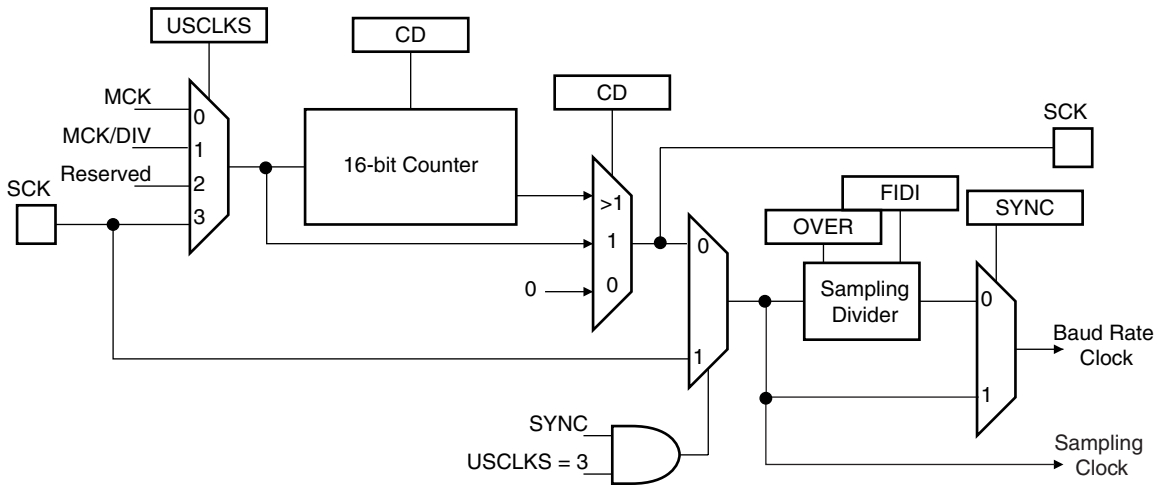 USCLKS
CD
CD
MCK
MCK/DIV
Reserved
SCK
0
1
2
3
16-bit Counter
>1
1
0
0
SCK
0
1
FIDI
OVER
SYNC
Sampling
Divider
0
1
Baud Rate
Clock
SYNC
USCLKS = 3
Sampling
Clock